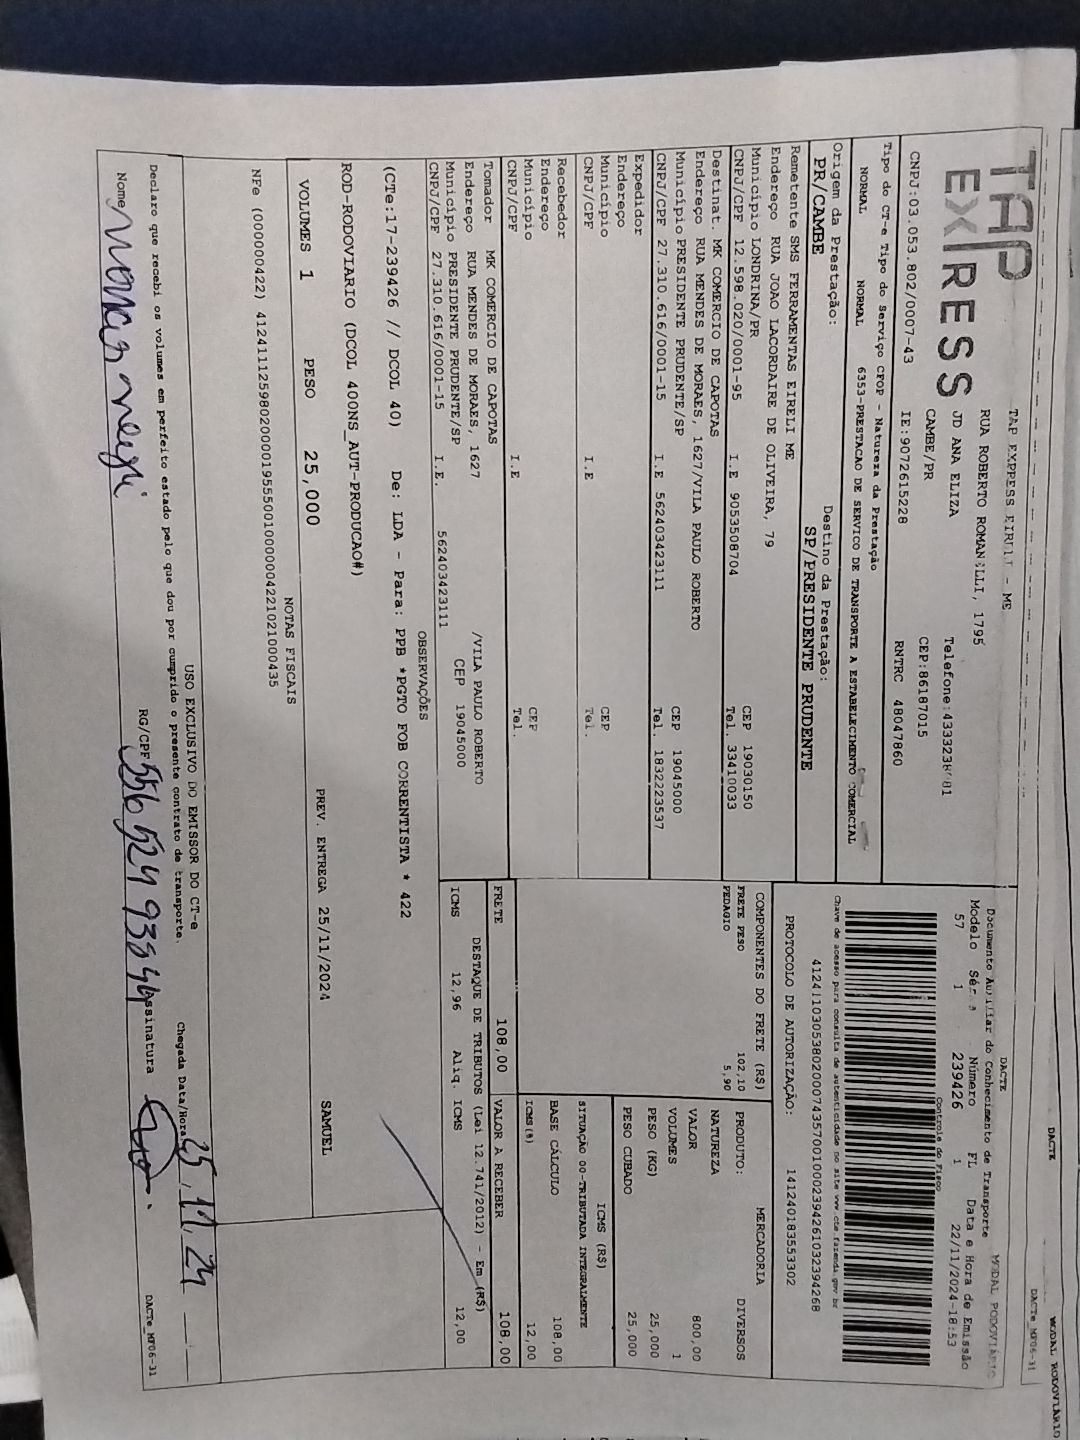 DACTE
MODAL RODOVIÁRIO
DACTe_MF06-31
TAP
EXPRESS
TAP EXPRESS EIRELI - ME
RUA ROBERTO ROMANELLI, 1795
JD ANA ELIZA
CAMBE/PR
CEP:86187015
CNPJ:03.053.802/0007-43
IE:9072615228
RNTRC 48047860
DACTE
MODAL RODOVIÁRIO
Documento Auxiliar do Conhecimento de Transporte
Modelo Série Número FL Data e Hora de Emissão
57 1 239426 1 22/11/2024-18:53
Controle do Fisco
Chave de acesso para consulta de autenticidade no site www.cte.fazenda.gov.br
41241103053802000743570010002394261032394268
PROTOCOLO DE AUTORIZAÇÃO: 141240183553302
Tipo do CT-e Tipo do Serviço CFOP - Natureza da Prestação
NORMAL NORMAL 6353-PRESTACAO DE SERVICO DE TRANSPORTE A ESTABELECIMENTO COMERCIAL
Origem da Prestação: Destino da Prestação:
PR/CAMBE SP/PRESIDENTE PRUDENTE
Remetente SMS FERRAMENTAS EIRELI ME
Endereço RUA JOAO LACORDAIRE DE OLIVEIRA, 79
Município LONDRINA/PR CEP 19030150
CNPJ/CPF 12.598.020/0001-95 I.E 9053508704 Tel. 33410033
Destinat. MK COMERCIO DE CAPOTAS
Endereço RUA MENDES DE MORAES, 1627/VILA PAULO ROBERTO
Município PRESIDENTE PRUDENTE/SP CEP 19045000
CNPJ/CPF 27.310.616/0001-15 I.E 562403423111 Tel. 1832223537
Expedidor
Endereço
Município CEP
CNPJ/CPF I.E Tel.
Recebedor
Endereço
Município CEP
CNPJ/CPF I.E Tel.
Tomador MK COMERCIO DE CAPOTAS
Endereço RUA MENDES DE MORAES, 1627 /VILA PAULO ROBERTO
Município PRESIDENTE PRUDENTE/SP CEP 19045000
CNPJ/CPF 27.310.616/0001-15 I.E. 562403423111
COMPONENTES DO FRETE (R$)
FRETE PESO 102,10
PEDAGIO 5,90
MERCADORIA
PRODUTO: DIVERSOS
NATUREZA
VALOR 800,00
VOLUMES 1
PESO (KG) 25,000
PESO CUBADO 25,000
ICMS (R$)
SITUAÇÃO 00-TRIBUTADA INTEGRALMENTE
BASE CÁLCULO 108,00
ICMS(%) 12,00
FRETE 108,00 VALOR A RECEBER 108,00
DESTAQUE DE TRIBUTOS (Lei 12.741/2012) - Em (R$)
ICMS 12,96 Aliq. ICMS 12,00
OBSERVAÇÕES
(CTe:17-239426 // DCOL 40) De: LDA - Para: PPB *PGTO FOB CORRENTISTA * 422
ROD-RODOVIARIO (DCOL 400NS_AUT-PRODUCAO#)
VOLUMES 1 PESO 25,000 PREV. ENTREGA 25/11/2024 SAMUEL
NOTAS FISCAIS
NFe (000000422) 41241112598020000195550010000004221021000435
USO EXCLUSIVO DO EMISSOR DO CT-e
Declaro que recebi os volumes em perfeito estado pelo que dou por cumprido o presente contrato de transporte. Chegada Data/Hora 25,11,24
Nome RG/CPF Assinatura
DACTe_MF06-31